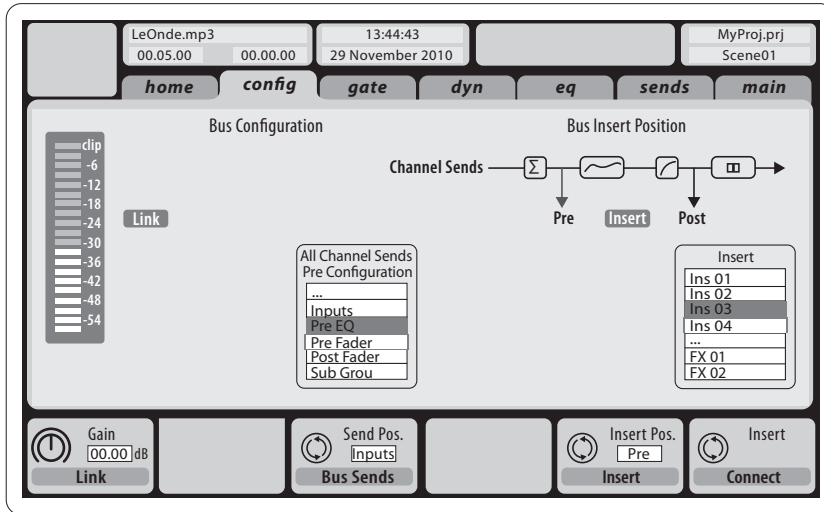 LeOnde.mp3
00.05.00 00.00.00
13:44:43
29 November 2010
MyProj.prj
Scene01
home config gate dyn eq sends main
Bus Configuration
Bus Insert Position
clip
-6
-12
-18
-24
-30
-36
-42
-48
-54
Link
Channel Sends
Σ
Pre Insert Post
All Channel Sends
Pre Configuration
...
Inputs
Pre EQ
Pre Fader
Post Fader
Sub Grou
Insert
Ins 01
Ins 02
Ins 03
Ins 04
...
FX 01
FX 02
Gain
00.00 dB
Link
Send Pos.
Inputs
Bus Sends
Insert Pos.
Pre
Insert
Insert
Connect